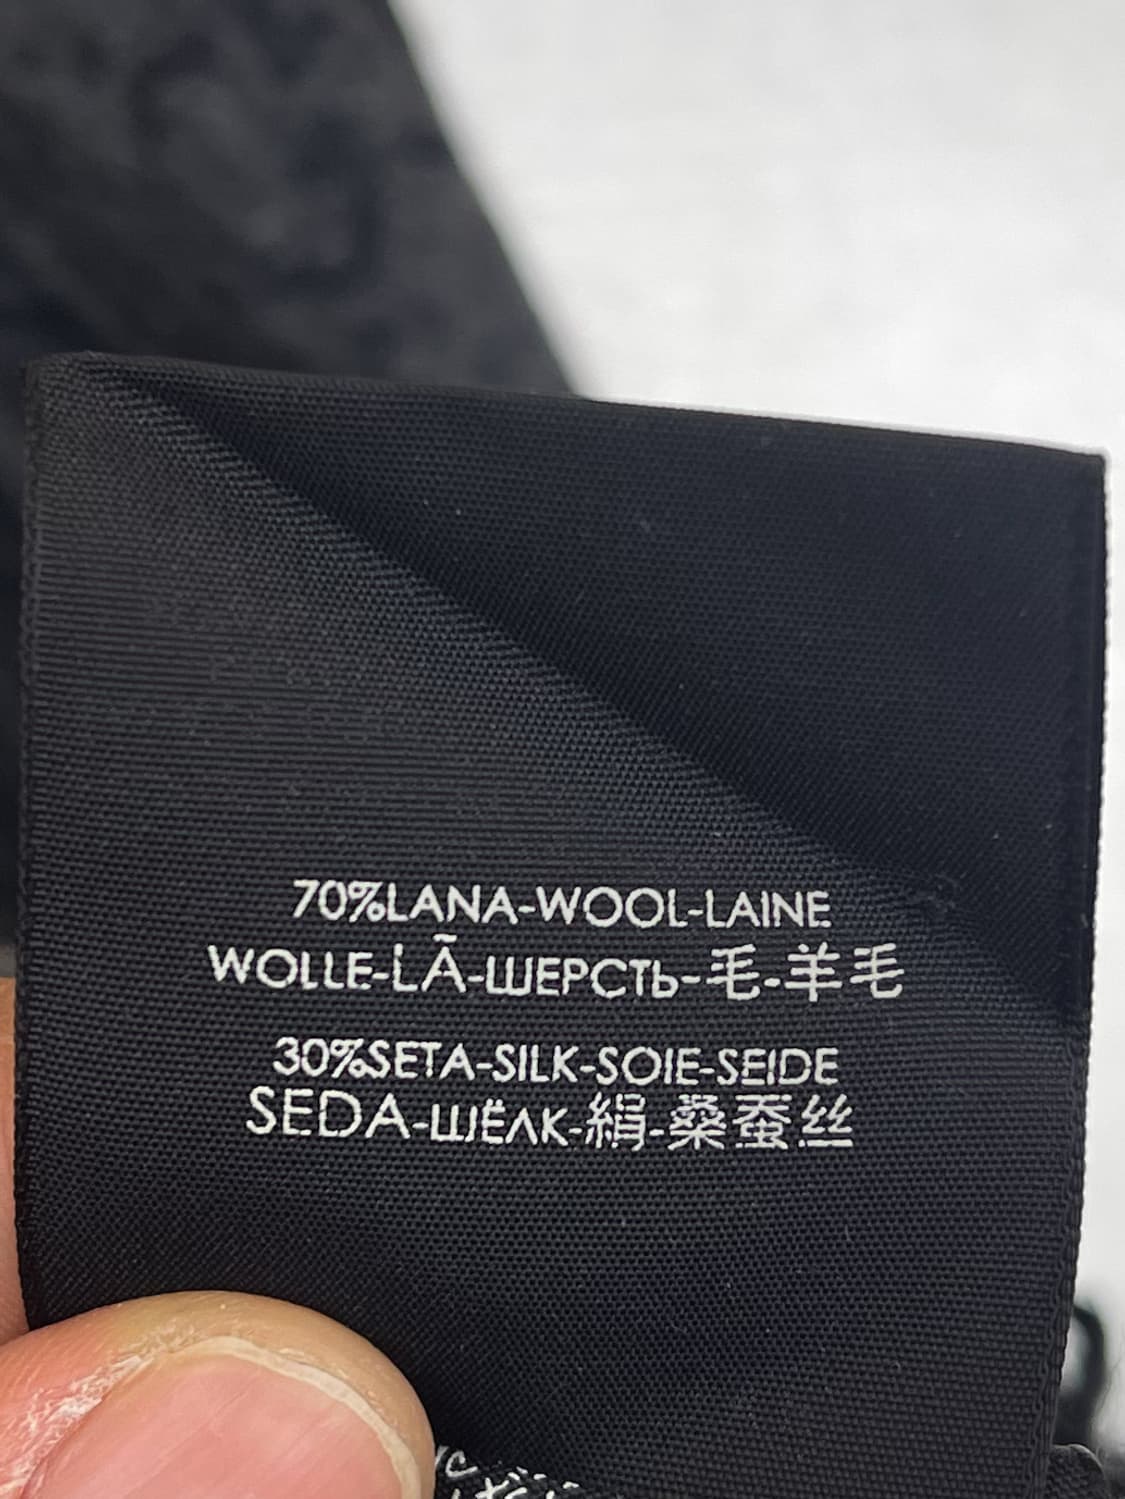 70%LANA-WOOL-LAINE
WOLLE-LÃ-ШЕРСТЬ-毛-羊毛
30%SETA-SILK-SOIE-SEIDE
SEDA-ШЁЛК-絹-桑蚕丝